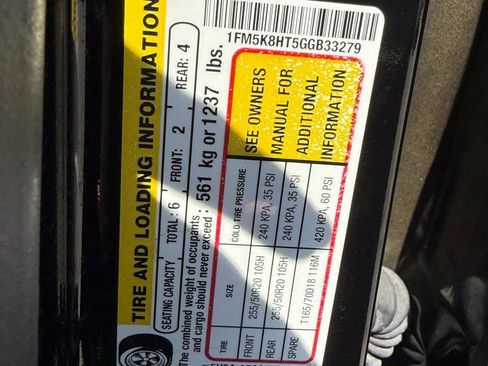 TIRE AND LOADING INFORMATION
SEATING CAPACITY TOTAL: 6 FRONT: 2 REAR: 4
The combined weight of occupants
and cargo should never exceed: 561 kg or 1237 lbs.
TIRE SIZE COLD TIRE PRESSURE
FRONT 255/50R20 105H 240 KPA, 35 PSI
REAR 255/50R20 105H 240 KPA, 35 PSI
SPARE T165/70D18 116M 420 KPA, 60 PSI
SEE OWNERS
MANUAL FOR
ADDITIONAL
INFORMATION
1FM5K8HT5GGB33279